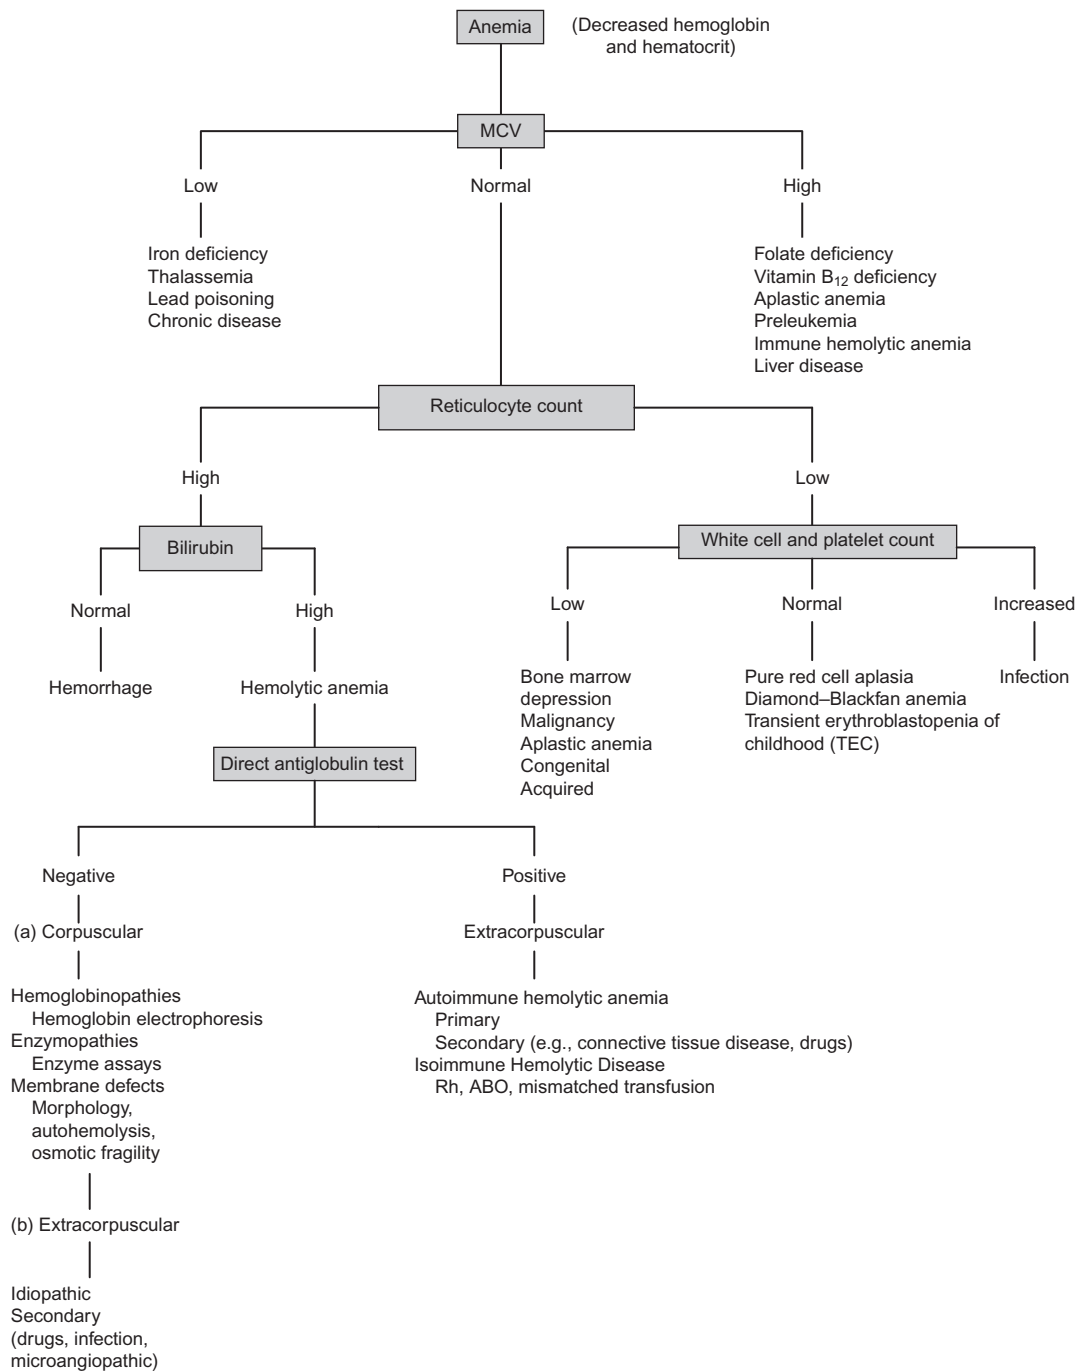 Anemia
(Decreased hemoglobin
and hematocrit)
MCV
Low
Normal
High
Iron deficiency
Thalassemia
Lead poisoning
Chronic disease
Folate deficiency
Vitamin B12 deficiency
Aplastic anemia
Preleukemia
Immune hemolytic anemia
Liver disease
Reticulocyte count
High
Low
Bilirubin
White cell and platelet count
Normal
High
Low
Normal
Increased
Hemorrhage
Hemolytic anemia
Bone marrow
depression
Malignancy
Aplastic anemia
Congenital
Acquired
Pure red cell aplasia
Diamond–Blackfan anemia
Transient erythroblastopenia of
childhood (TEC)
Infection
Direct antiglobulin test
Negative
Positive
(a) Corpuscular
Extracorpuscular
Hemoglobinopathies
Hemoglobin electrophoresis
Enzymopathies
Enzyme assays
Membrane defects
Morphology,
autohemolysis,
osmotic fragility
Autoimmune hemolytic anemia
Primary
Secondary (e.g., connective tissue disease, drugs)
Isoimmune Hemolytic Disease
Rh, ABO, mismatched transfusion
(b) Extracorpuscular
Idiopathic
Secondary
(drugs, infection,
microangiopathic)